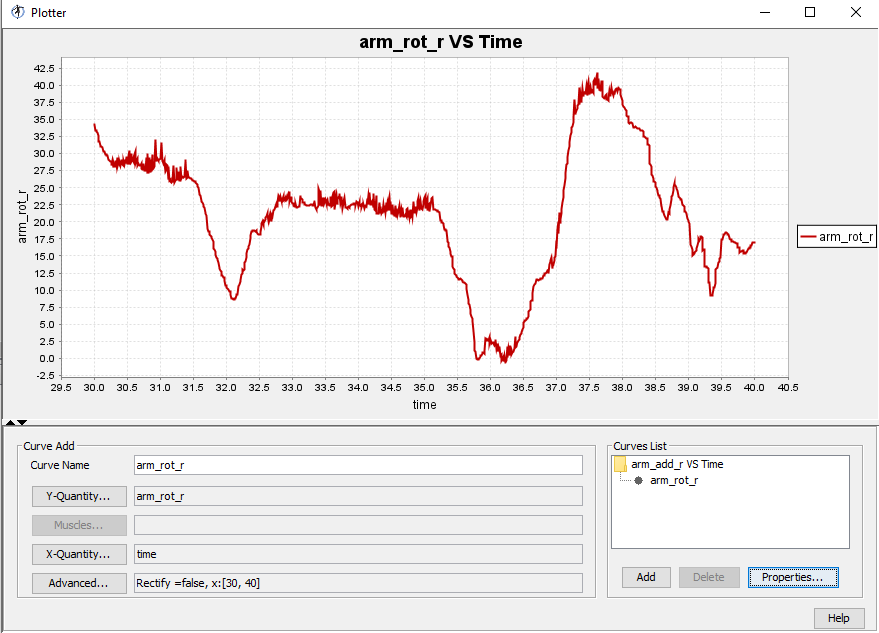 Plotter
arm_rot_r VS Time
42.5
40.0
37.5
35.0
32.5
30.0
27.5
25.0
22.5
20.0
17.5
15.0
12.5
10.0
7.5
5.0
2.5
0.0
-2.5
arm_rot_r
29.5 30.0 30.5 31.0 31.5 32.0 32.5 33.0 33.5 34.0 34.5 35.0 35.5 36.0 36.5 37.0 37.5 38.0 38.5 39.0 39.5 40.0 40.5
time
arm_rot_r
Curve Add
Curve Name arm_rot_r
Y-Quantity... arm_rot_r
Muscles...
X-Quantity... time
Advanced... Rectify =false, x:[30, 40]
Curves List
arm_add_r VS Time
arm_rot_r
Add Delete Properties...
Help